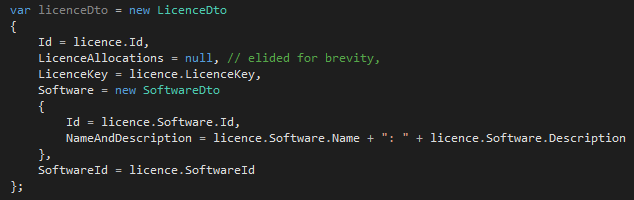 var licenceDto = new LicenceDto
{
    Id = licence.Id,
    LicenceAllocations = null, // elided for brevity,
    LicenceKey = licence.LicenceKey,
    Software = new SoftwareDto
    {
        Id = licence.Software.Id,
        NameAndDescription = licence.Software.Name + ": " + licence.Software.Description
    },
    SoftwareId = licence.SoftwareId
};